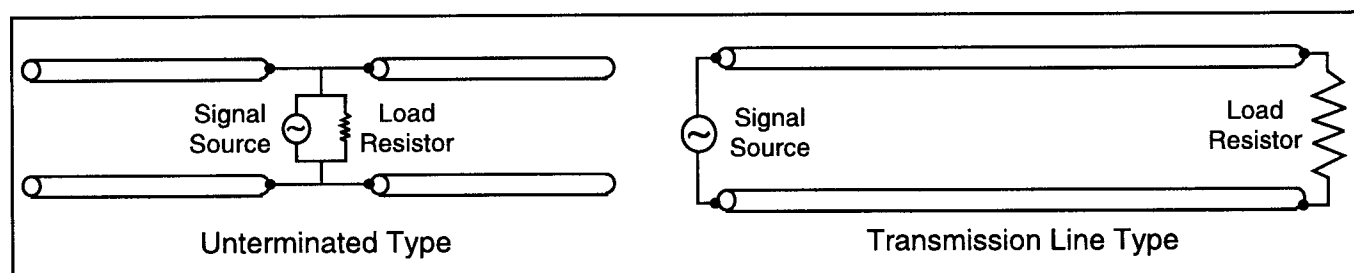 Signal
Source
Load
Resistor
Unterminated Type
Signal
Source
Load
Resistor
Transmission Line Type